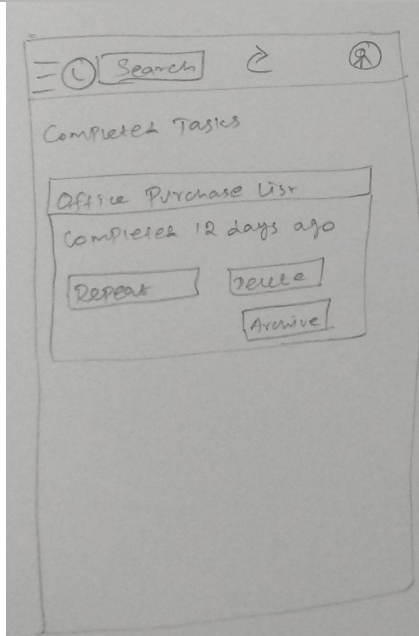 L Search
Completed Tasks
Office Purchase List
Completed 12 days ago
Repeat Delete
Archive